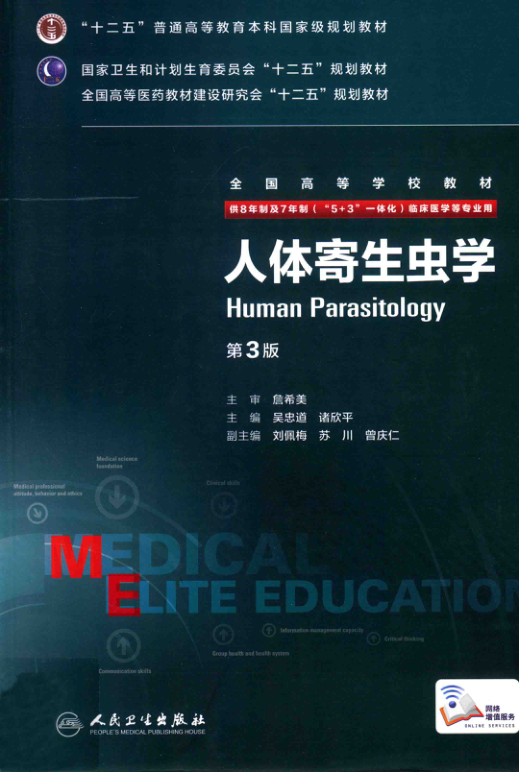 “十二五”普通高等教育本科国家级规划教材
国家卫生和计划生育委员会“十二五”规划教材
全国高等医药教材建设研究会“十二五”规划教材
全国高等学校教材
供8年制及7年制(“5+3”一体化)临床医学等专业用
人体寄生虫学
Human Parasitology
第3版
主 审 詹希美
主 编 吴忠道 诸欣平
副主编 刘佩梅 苏川 曾庆仁
Medical science
foundation
Clinical skills
Medical professional
attitude, behavior and ethics
MEDICAL
ELITE EDUCATION
Information management capacity
Critical thinking
Group health and health system
Communication skills
人民卫生出版社
PEOPLE'S MEDICAL PUBLISHING HOUSE
网络
增值服务
ONLINE SERVICES